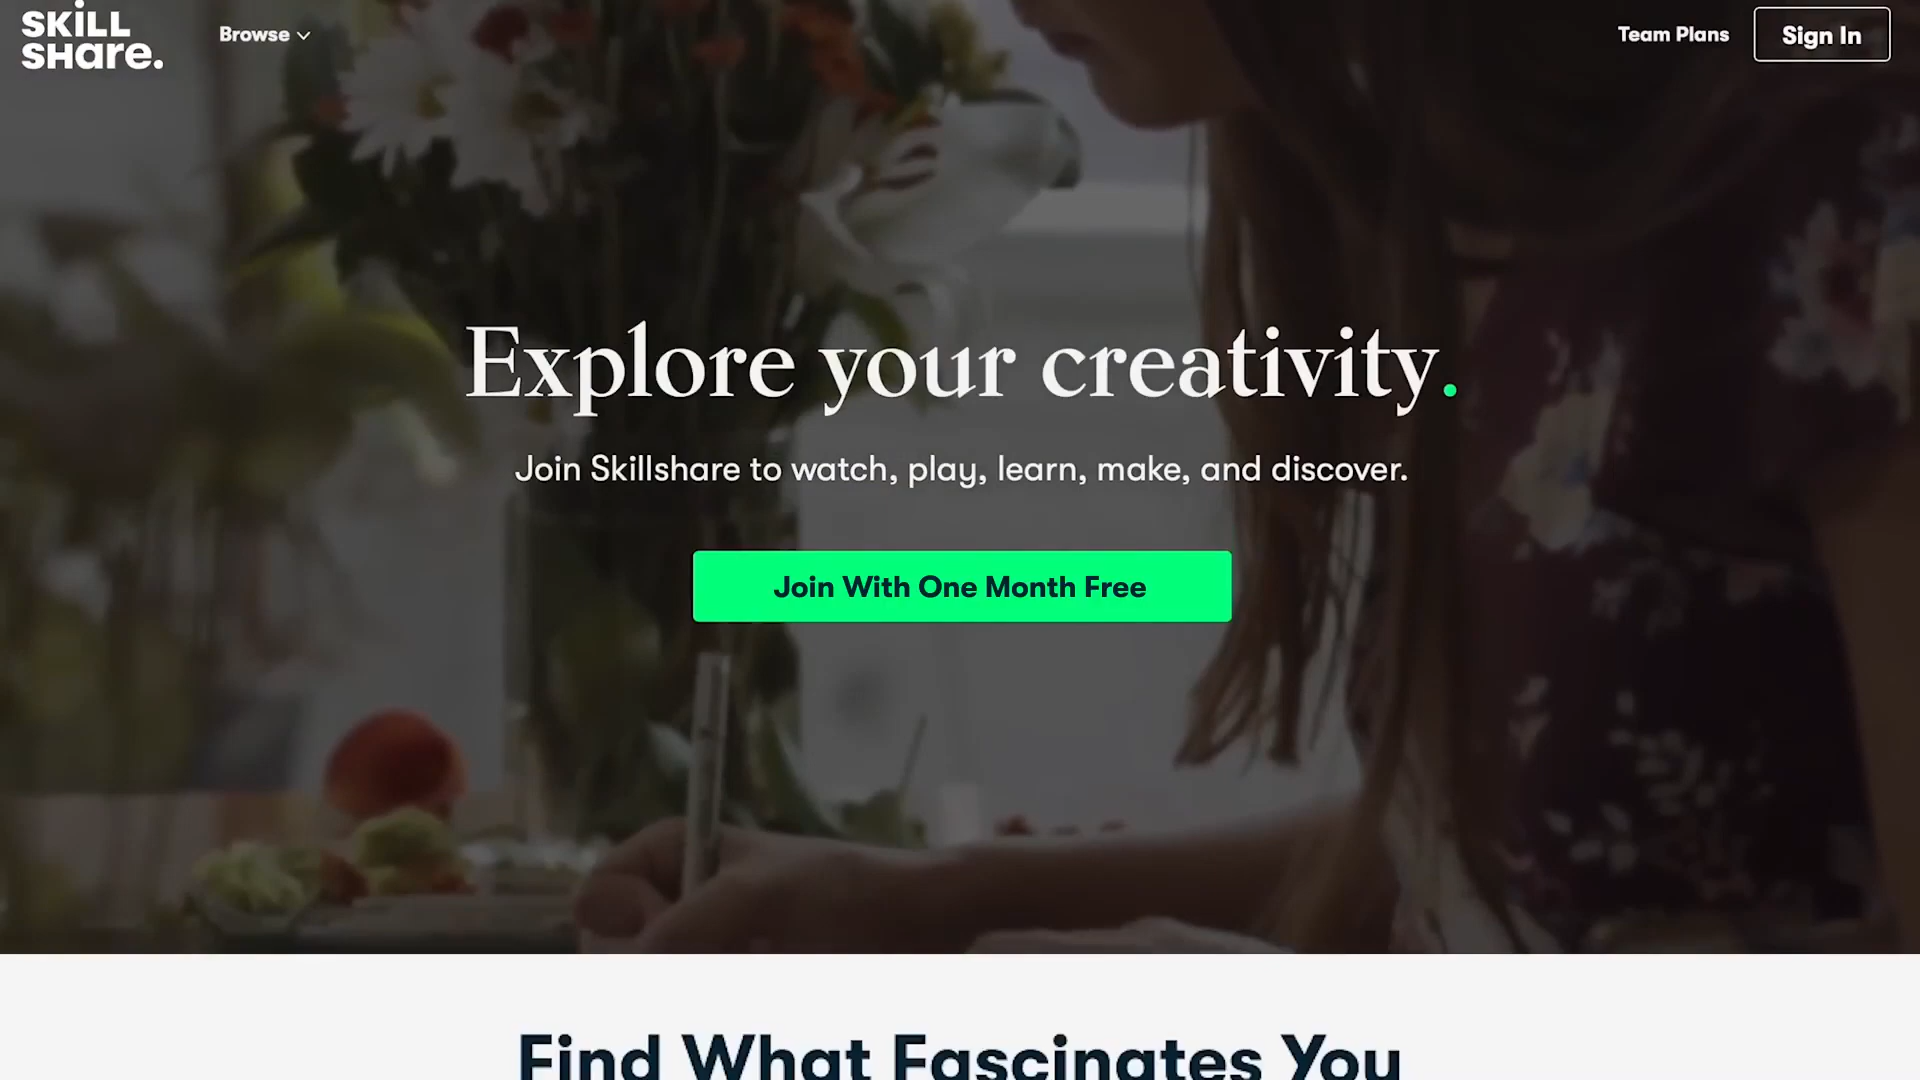 SKiLL
SHare.
Browse
Team Plans
Sign In
Explore your creativity.
Join Skillshare to watch, play, learn, make, and discover.
Join With One Month Free
Find What Fascinates You